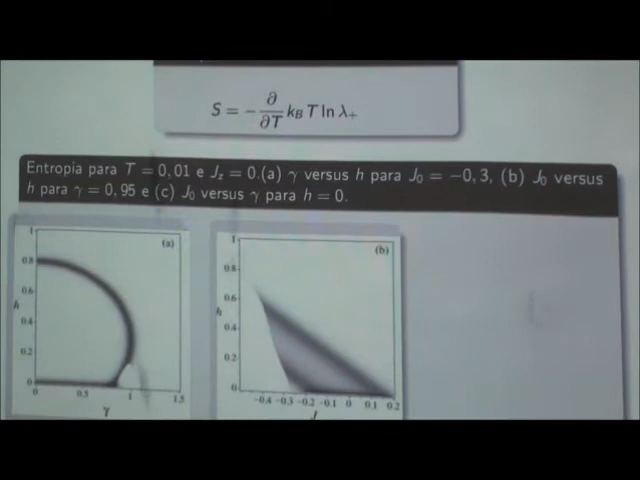 S = −∂/∂T k_B T ln λ₊
Entropia para T = 0, 01 e J_z = 0.(a) γ versus h para J₀ = −0, 3, (b) J₀ versus
h para γ = 0, 95 e (c) J₀ versus γ para h = 0.
(a)
1
0.8
0.6
h
0.4
0.2
0
0 0.5 1 1.5
γ
(b)
1
0.8
0.6
h
0.4
0.2
0
-0.4 -0.3 -0.2 -0.1 0 0.1 0.2